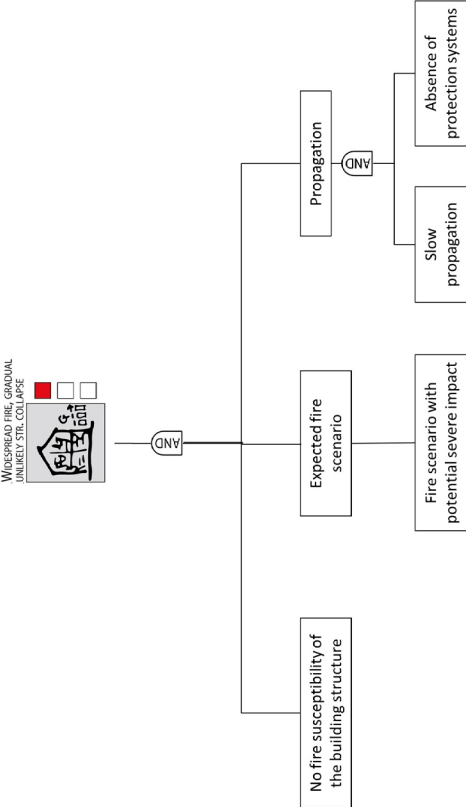 WIDESPREAD FIRE, GRADUAL
UNLIKELY STR. COLLAPSE
AND
No fire susceptibility of
the building structure
Expected fire
scenario
Fire scenario with
potential severe impact
Propagation
AND
Slow
propagation
Absence of
protection systems